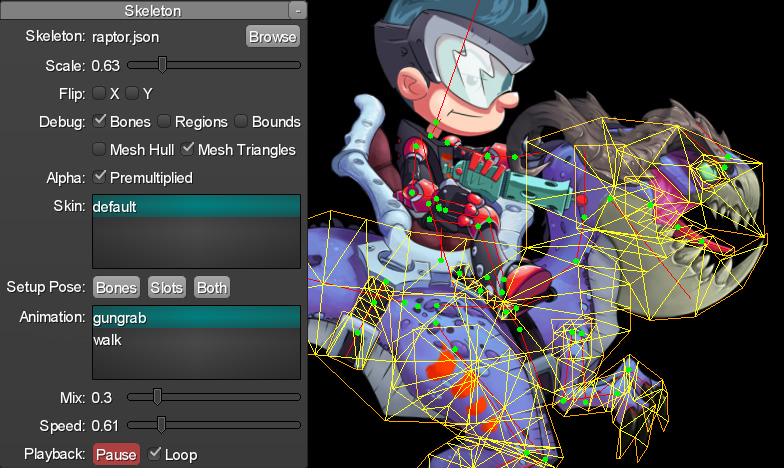 Skeleton -
Skeleton: raptor.json Browse
Scale: 0.63
Flip: X Y
Debug: Bones Regions Bounds
Mesh Hull Mesh Triangles
Alpha: Premultiplied
Skin: default
Setup Pose: Bones Slots Both
Animation: gungrab
walk
Mix: 0.3
Speed: 0.61
Playback: Pause Loop